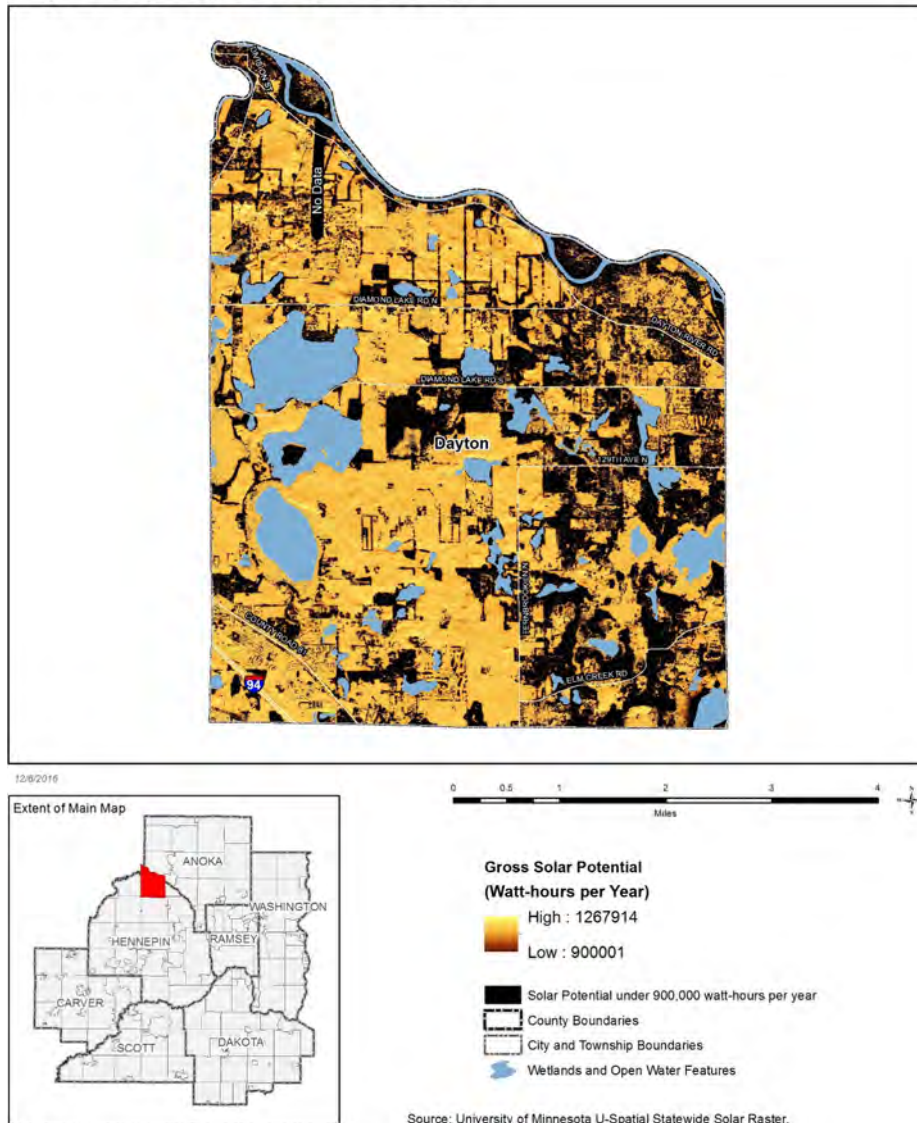 DIVISION ST
No Data
DIAMOND LAKE RD N
DAYTON RIVER RD
DIAMOND LAKE RD S
Dayton
129TH AVE N
COUNTY ROAD
94
ELM CREEK RD
12/6/2016
Extent of Main Map
ANOKA
WASHINGTON
HENNEPIN
RAMSEY
CARVER
SCOTT
DAKOTA
0 0.5 1 2 3 4
Miles
Gross Solar Potential
(Watt-hours per Year)
High : 1267914
Low : 900001
Solar Potential under 900,000 watt-hours per year
County Boundaries
City and Township Boundaries
Wetlands and Open Water Features
Source: University of Minnesota U-Spatial Statewide Solar Raster.